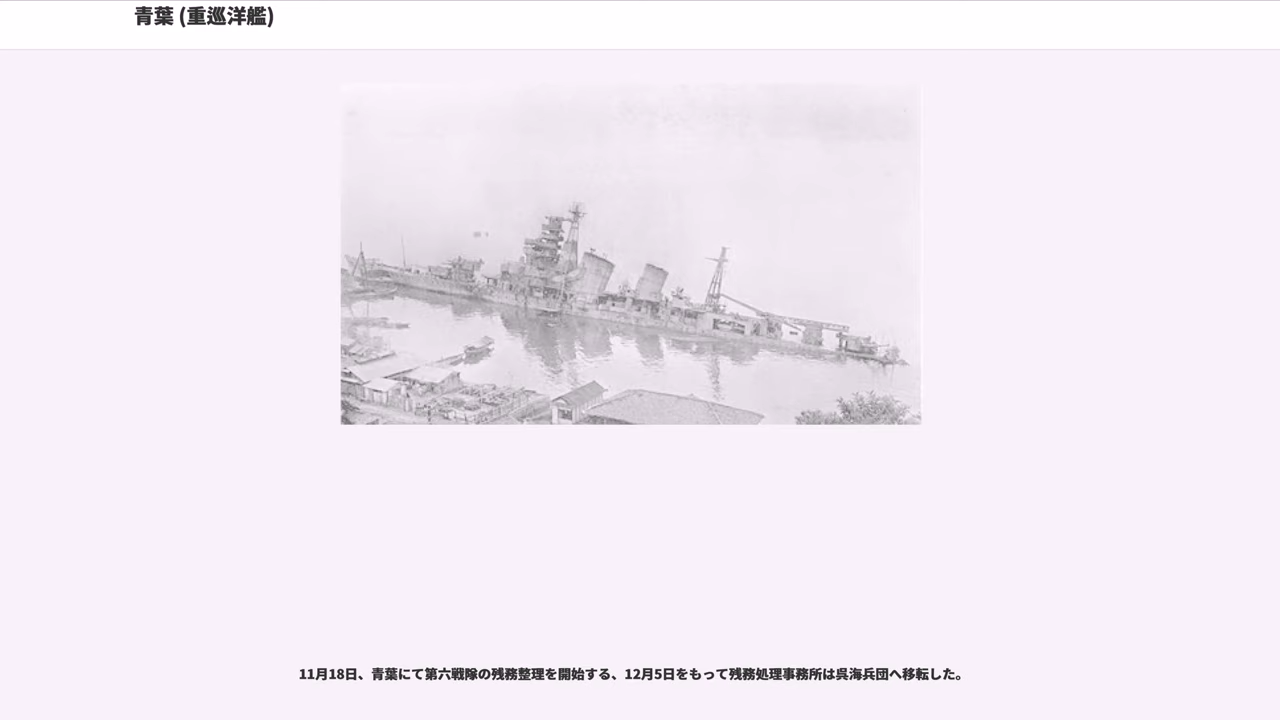 青葉 (重巡洋艦)
11月18日、青葉にて第六戦隊の残務整理を開始する、12月5日をもって残務処理事務所は呉海兵団へ移転した。